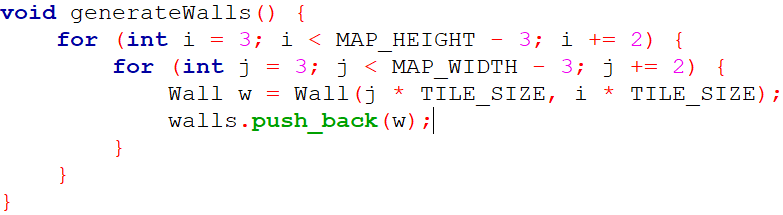 void generateWalls() {
    for (int i = 3; i < MAP_HEIGHT - 3; i += 2) {
        for (int j = 3; j < MAP_WIDTH - 3; j += 2) {
            Wall w = Wall(j * TILE_SIZE, i * TILE_SIZE);
            walls.push_back(w);
        }
    }
}